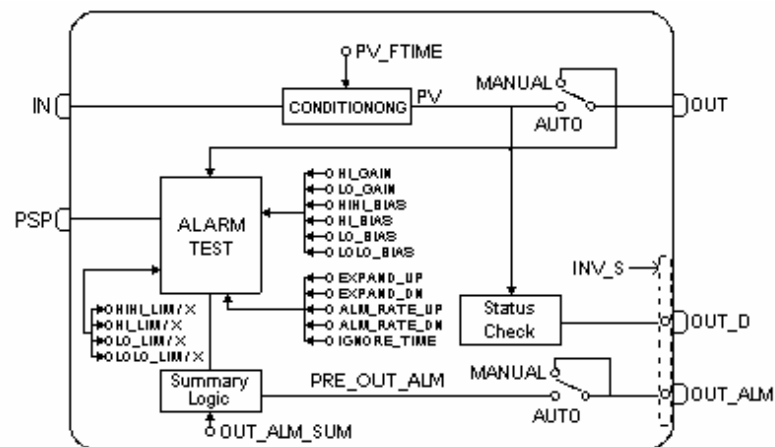 PV_FTIME
MANUAL
IN
CONDITIONONG
PV
OUT
AUTO
HI_GAIN
LO_GAIN
HIHI_BIAS
HI_BIAS
LO_BIAS
LOLO_BIAS
PSP
ALARM
TEST
INV_S
EXPAND_UP
EXPAND_DN
ALM_RATE_UP
ALM_RATE_DN
IGNORE_TIME
HIHI_LIM/X
HI_LIM/X
LO_LIM/X
LOLO_LIM/X
Status
Check
OUT_D
Summary
Logic
PRE_OUT_ALM
MANUAL
AUTO
OUT_ALM
OUT_ALM_SUM